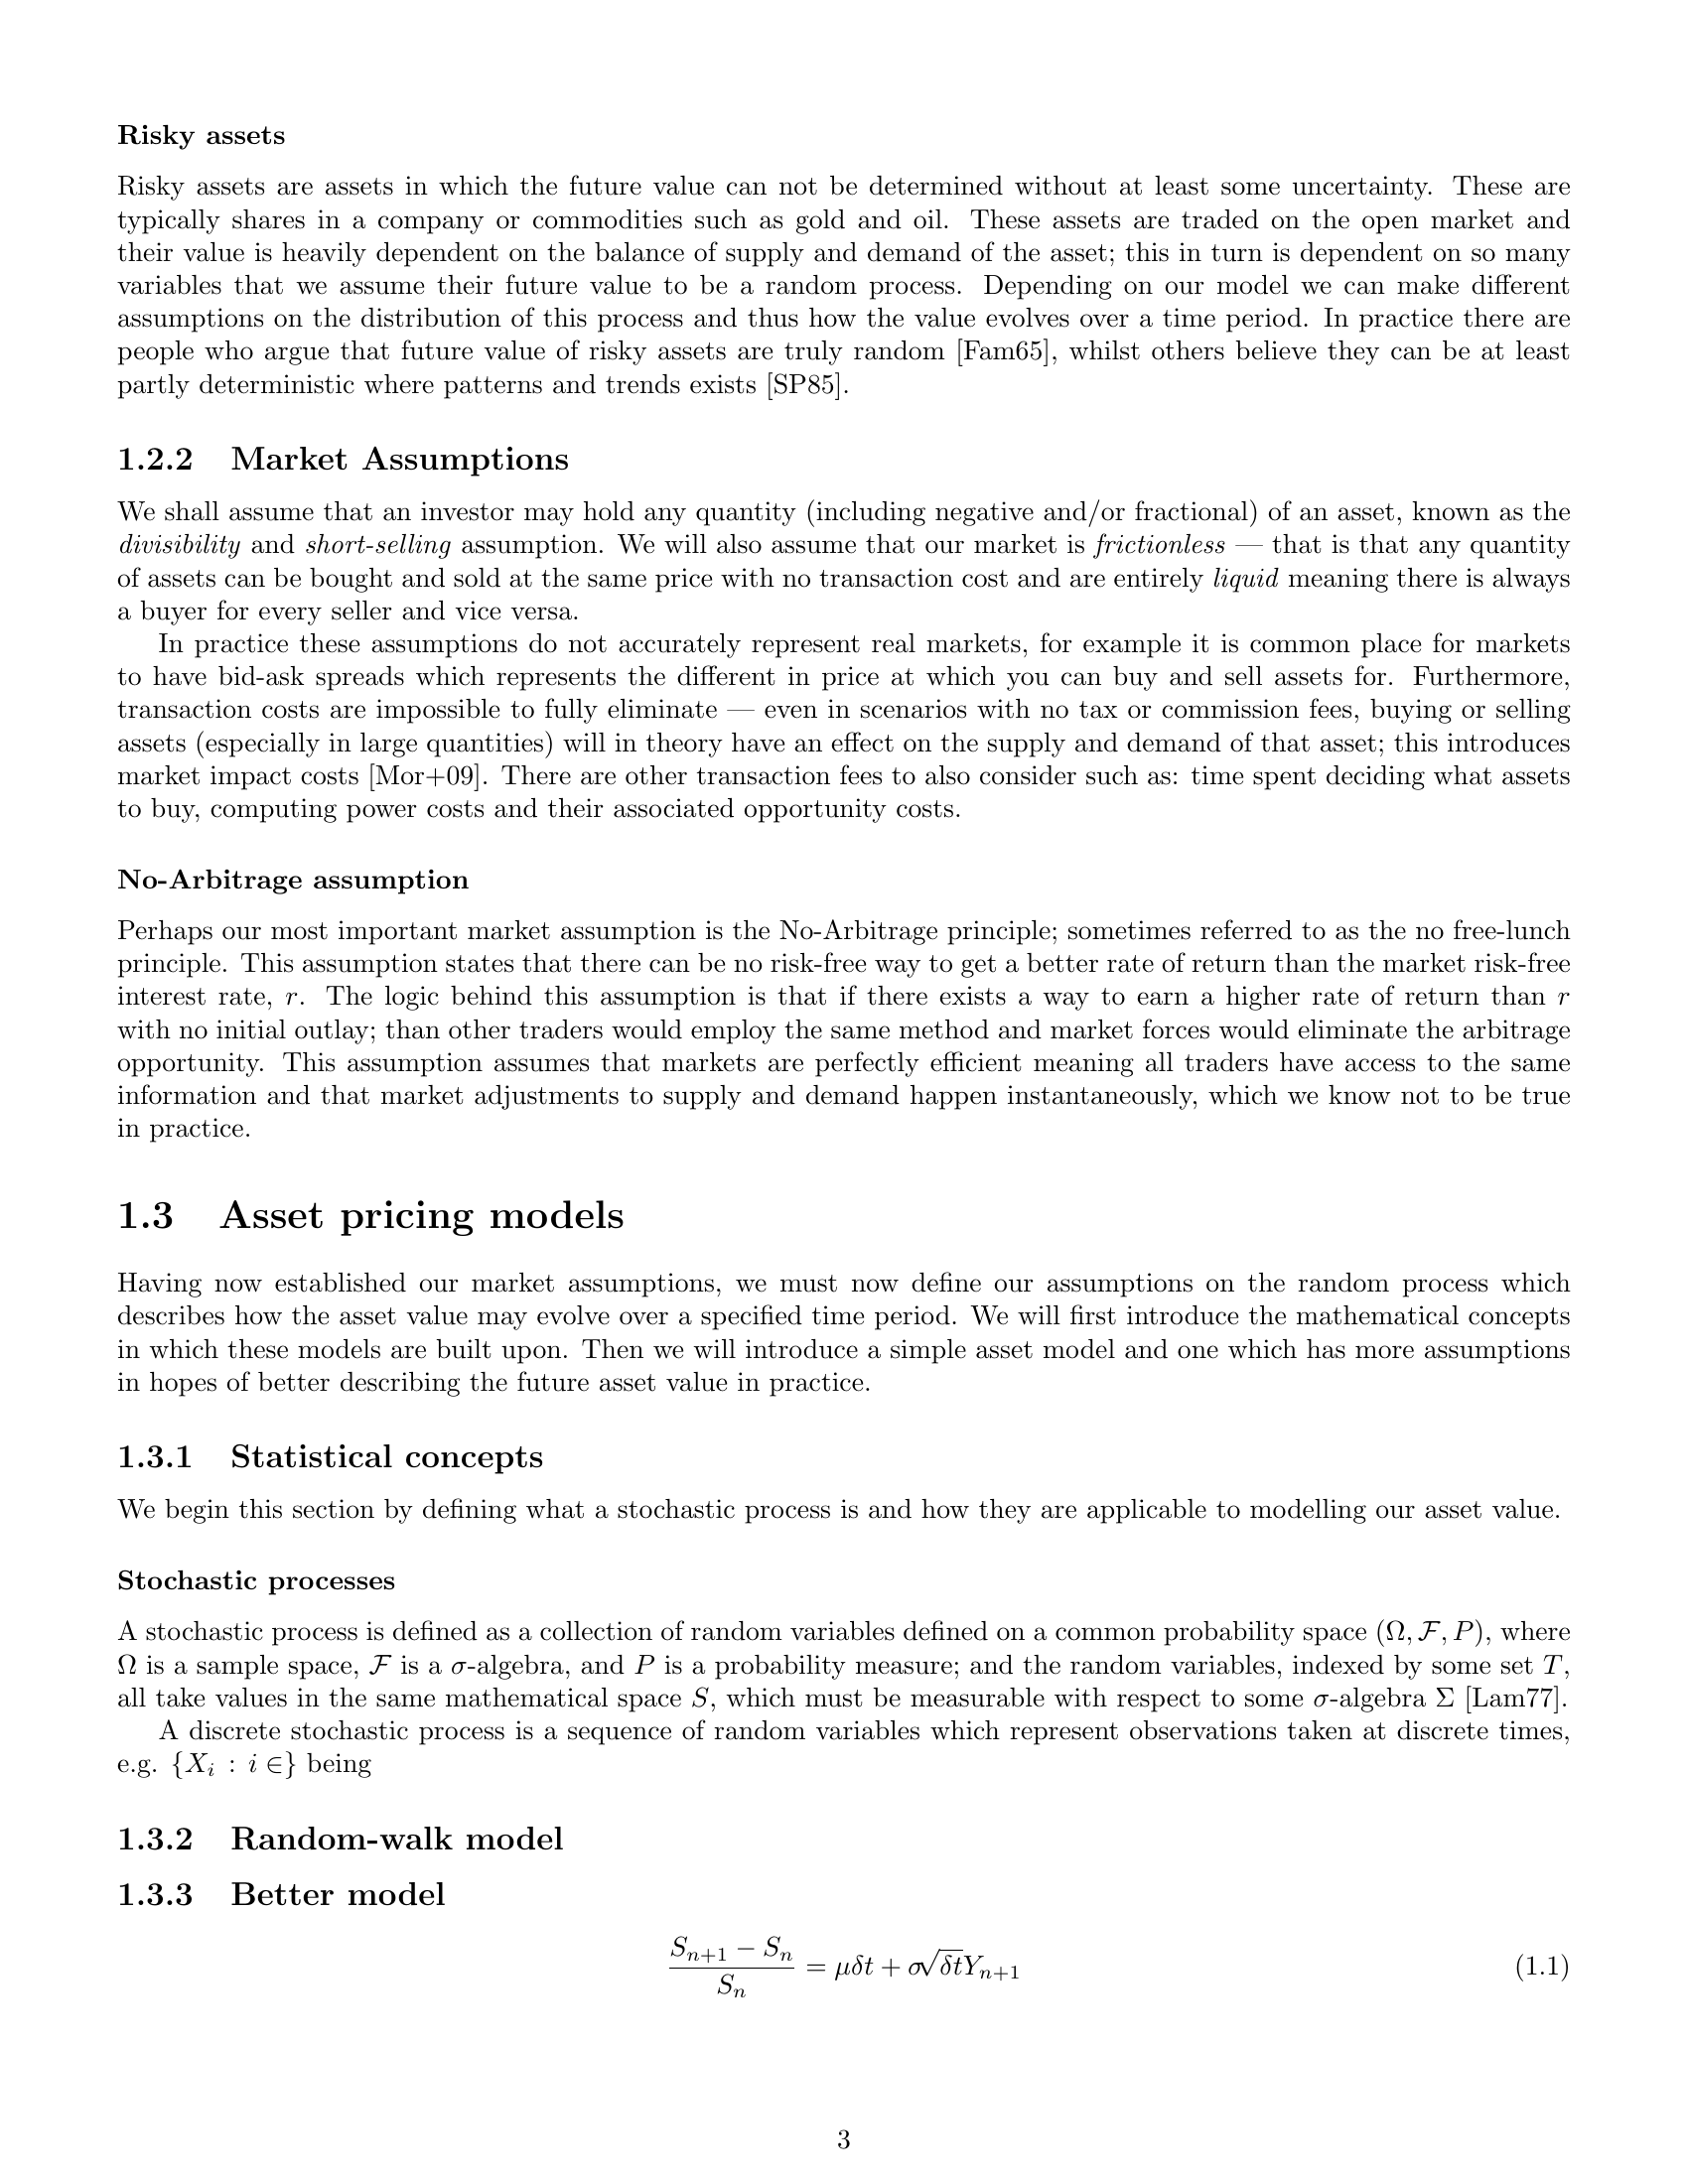 Risky assets
Risky assets are assets in which the future value can not be determined without at least some uncertainty. These are
typically shares in a company or commodities such as gold and oil. These assets are traded on the open market and
their value is heavily dependent on the balance of supply and demand of the asset; this in turn is dependent on so many
variables that we assume their future value to be a random process. Depending on our model we can make different
assumptions on the distribution of this process and thus how the value evolves over a time period. In practice there are
people who argue that future value of risky assets are truly random [Fam65], whilst others believe they can be at least
partly deterministic where patterns and trends exists [SP85].
1.2.2 Market Assumptions
We shall assume that an investor may hold any quantity (including negative and/or fractional) of an asset, known as the
divisibility and short-selling assumption. We will also assume that our market is frictionless — that is that any quantity
of assets can be bought and sold at the same price with no transaction cost and are entirely liquid meaning there is always
a buyer for every seller and vice versa.
In practice these assumptions do not accurately represent real markets, for example it is common place for markets
to have bid-ask spreads which represents the different in price at which you can buy and sell assets for. Furthermore,
transaction costs are impossible to fully eliminate — even in scenarios with no tax or commission fees, buying or selling
assets (especially in large quantities) will in theory have an effect on the supply and demand of that asset; this introduces
market impact costs [Mor+09]. There are other transaction fees to also consider such as: time spent deciding what assets
to buy, computing power costs and their associated opportunity costs.
No-Arbitrage assumption
Perhaps our most important market assumption is the No-Arbitrage principle; sometimes referred to as the no free-lunch
principle. This assumption states that there can be no risk-free way to get a better rate of return than the market risk-free
interest rate, r. The logic behind this assumption is that if there exists a way to earn a higher rate of return than r
with no initial outlay; than other traders would employ the same method and market forces would eliminate the arbitrage
opportunity. This assumption assumes that markets are perfectly efficient meaning all traders have access to the same
information and that market adjustments to supply and demand happen instantaneously, which we know not to be true
in practice.
1.3 Asset pricing models
Having now established our market assumptions, we must now define our assumptions on the random process which
describes how the asset value may evolve over a specified time period. We will first introduce the mathematical concepts
in which these models are built upon. Then we will introduce a simple asset model and one which has more assumptions
in hopes of better describing the future asset value in practice.
1.3.1 Statistical concepts
We begin this section by defining what a stochastic process is and how they are applicable to modelling our asset value.
Stochastic processes
A stochastic process is defined as a collection of random variables defined on a common probability space (Ω, ℱ, P), where
Ω is a sample space, ℱ is a σ-algebra, and P is a probability measure; and the random variables, indexed by some set T,
all take values in the same mathematical space S, which must be measurable with respect to some σ-algebra Σ [Lam77].
A discrete stochastic process is a sequence of random variables which represent observations taken at discrete times,
e.g. {X_i : i ∈} being
1.3.2 Random-walk model
1.3.3 Better model
\frac{S_{n+1} − S_n}{S_n} = μδt + σ√{δt}Y_{n+1} (1.1)
3